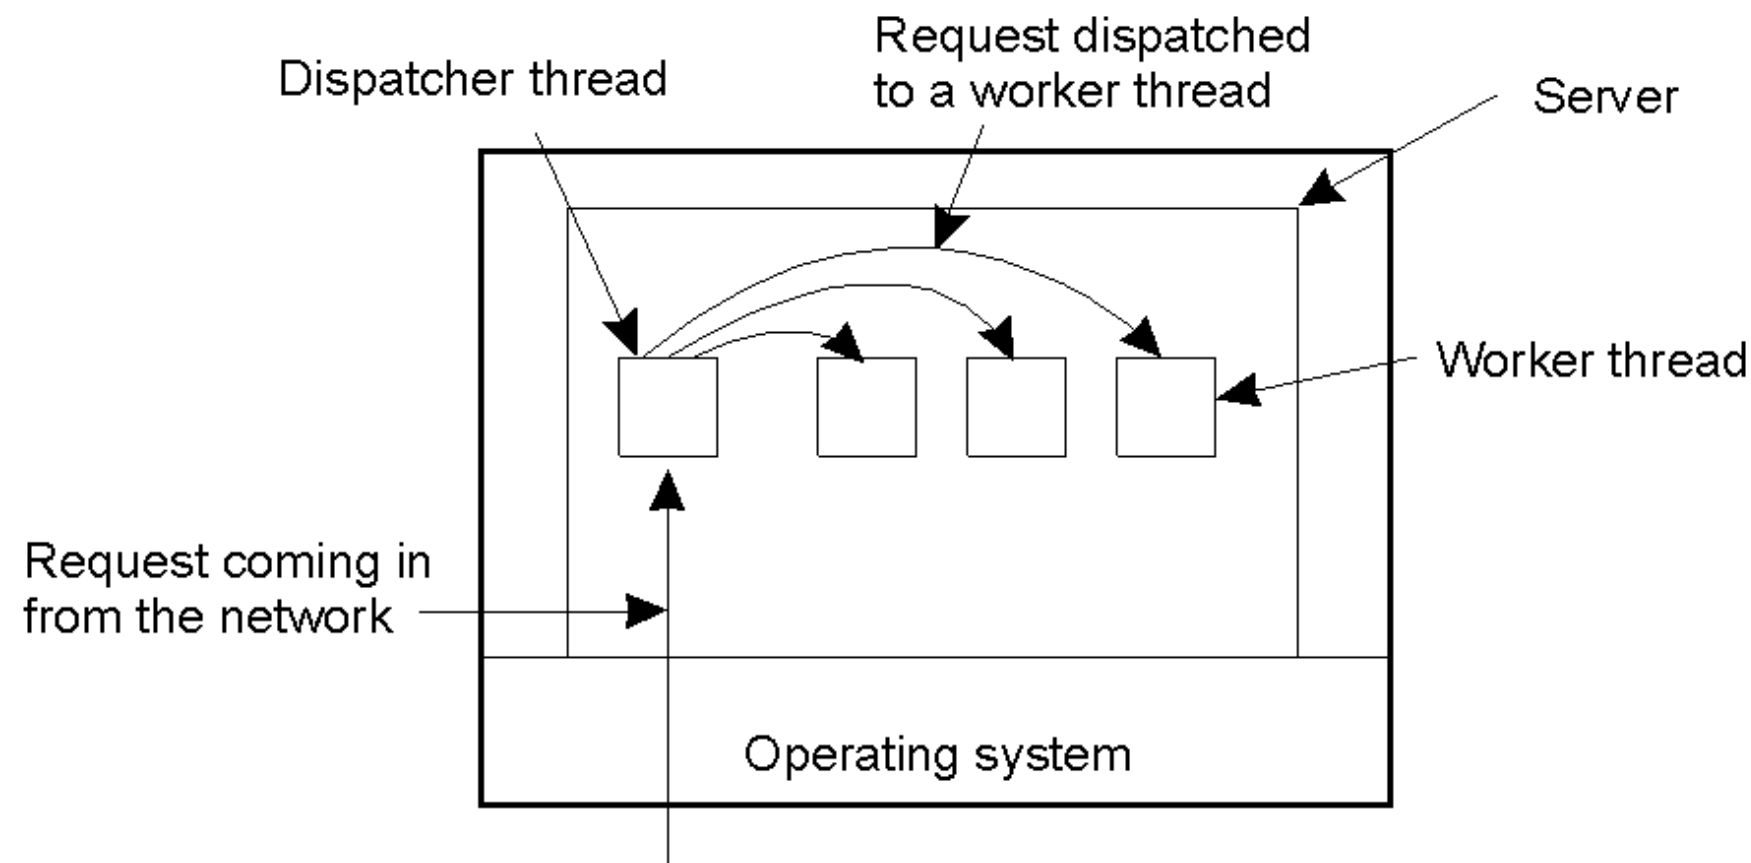 Dispatcher thread
Request dispatched
to a worker thread
Server
Worker thread
Request coming in
from the network
Operating system